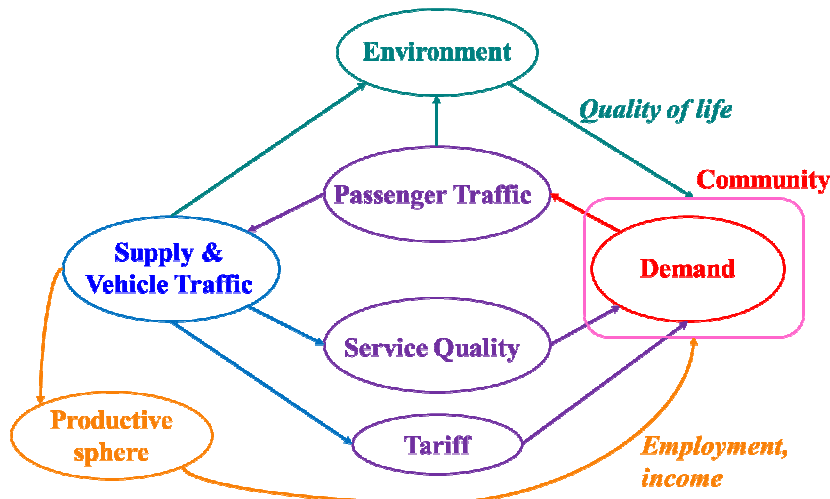 Environment
Quality of life
Community
Passenger Traffic
Supply &
Vehicle Traffic
Demand
Service Quality
Productive
sphere
Tariff
Employment,
income